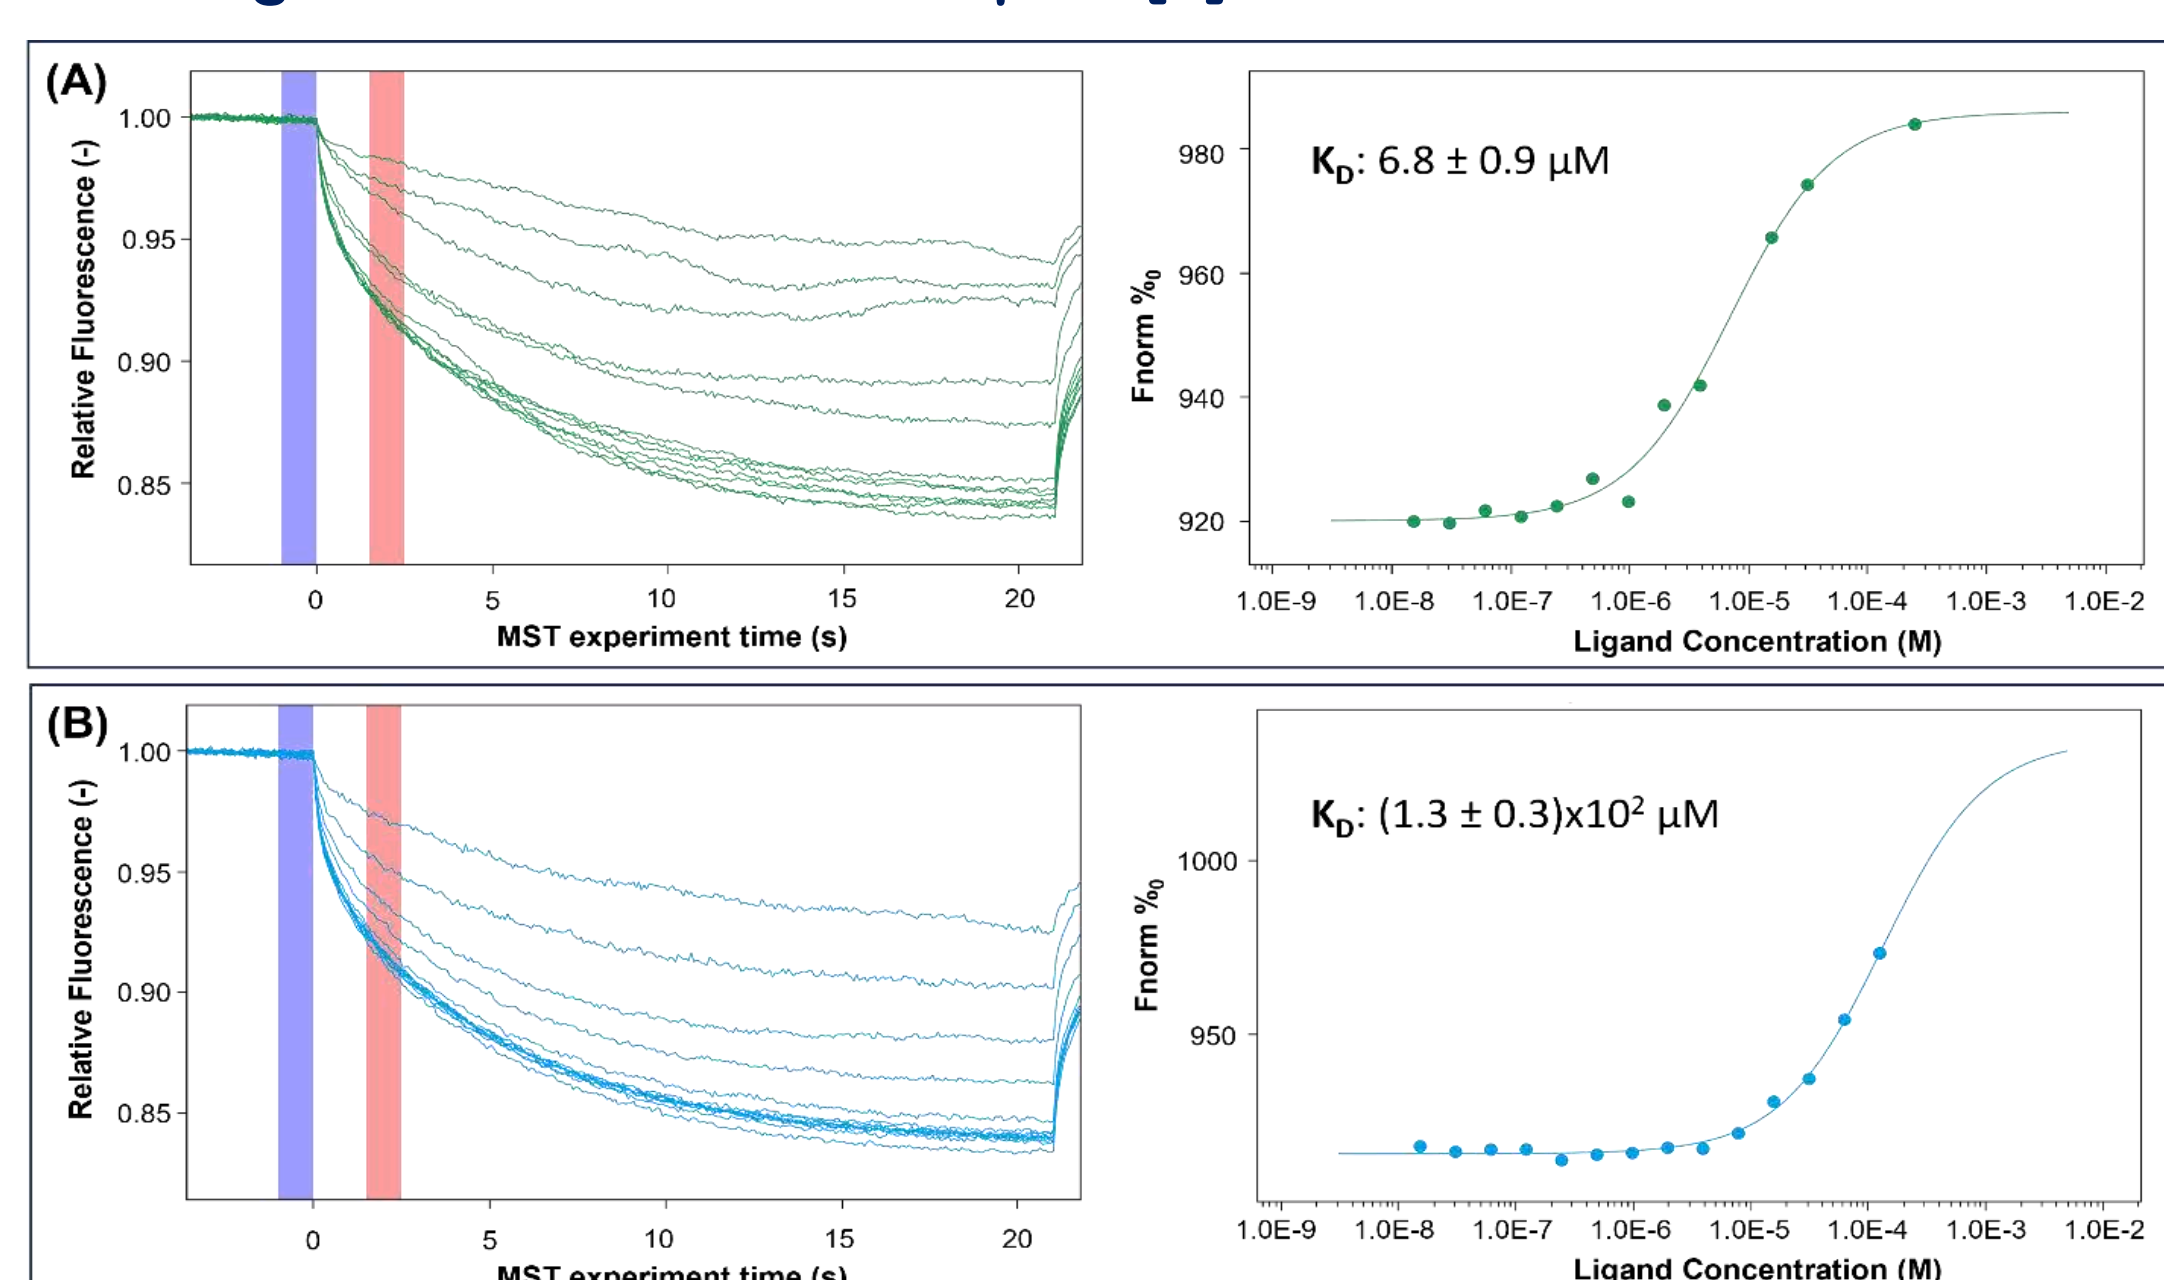 (A)
1.00
0.95
0.90
0.85
Relative Fluorescence (-)
0 5 10 15 20
MST experiment time (s)
K_D: 6.8 ± 0.9 µM
980
960
940
920
Fnorm ‰
1.0E-9 1.0E-8 1.0E-7 1.0E-6 1.0E-5 1.0E-4 1.0E-3 1.0E-2
Ligand Concentration (M)
(B)
1.00
0.95
0.90
0.85
Relative Fluorescence (-)
0 5 10 15 20
MST experiment time (s)
K_D: (1.3 ± 0.3)x10² µM
1000
950
Fnorm ‰
1.0E-9 1.0E-8 1.0E-7 1.0E-6 1.0E-5 1.0E-4 1.0E-3 1.0E-2
Ligand Concentration (M)